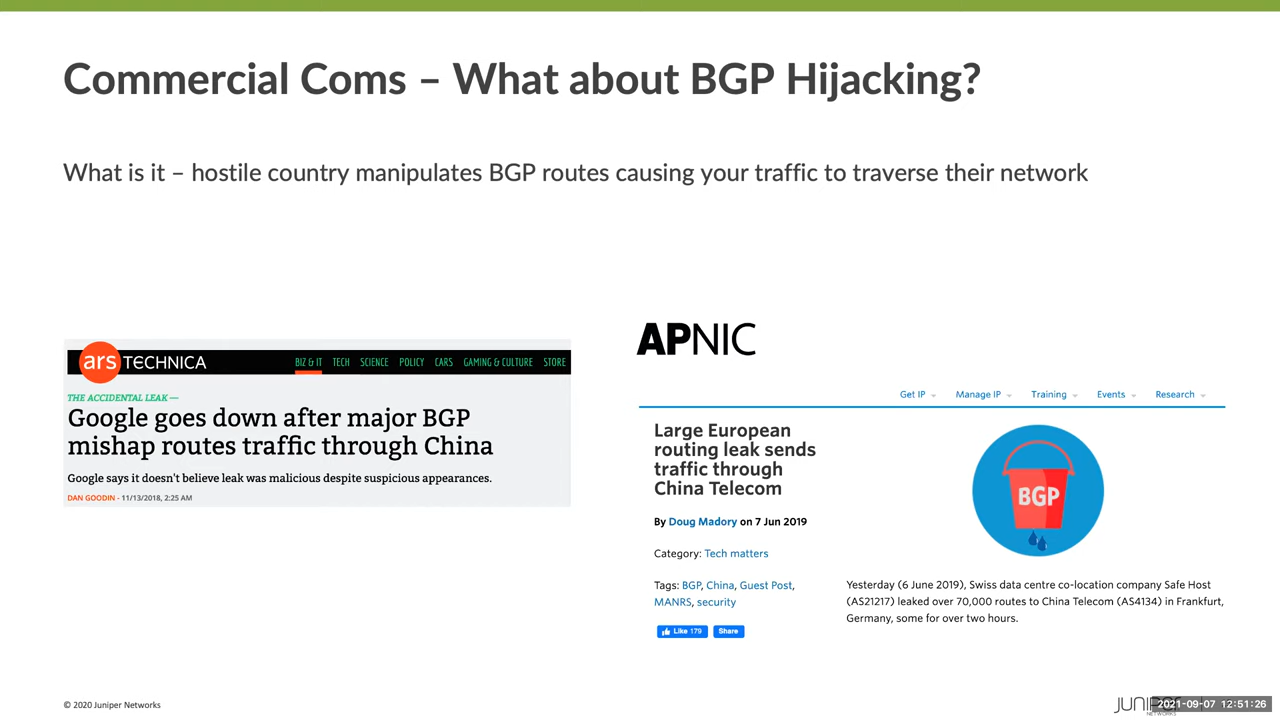 Commercial Coms – What about BGP Hijacking?
What is it – hostile country manipulates BGP routes causing your traffic to traverse their network
ars TECHNICA
BIZ & IT TECH SCIENCE POLICY CARS GAMING & CULTURE STORE
THE ACCIDENTAL LEAK —
Google goes down after major BGP
mishap routes traffic through China
Google says it doesn't believe leak was malicious despite suspicious appearances.
DAN GOODIN - 11/13/2018, 2:25 AM
APNIC
Get IP Manage IP Training Events Research
Large European
routing leak sends
traffic through
China Telecom
By Doug Madory on 7 Jun 2019
Category: Tech matters
Tags: BGP, China, Guest Post,
MANRS, security
Like 179 Share
BGP
Yesterday (6 June 2019), Swiss data centre co-location company Safe Host
(AS21217) leaked over 70,000 routes to China Telecom (AS4134) in Frankfurt,
Germany, some for over two hours.
© 2020 Juniper Networks
2021-09-07 12:51:26